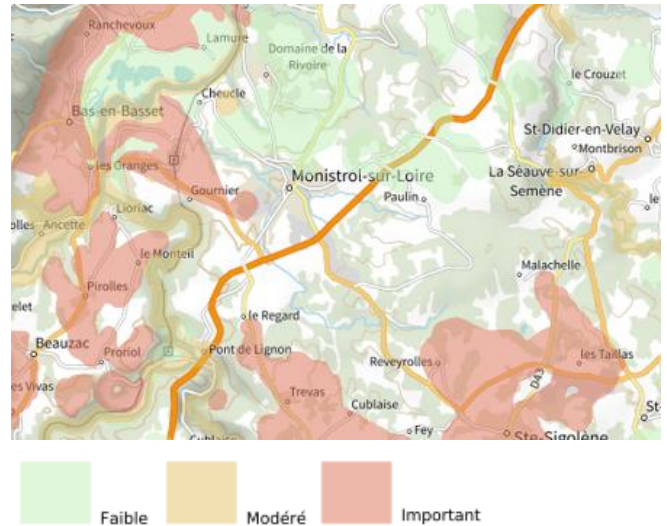 Ranchevoux
Lamure
Domaine de la
Rivoire
le Crouzet
Cheucle
Bas-en-Basset
St-Didier-en-Velay
Montbrison
les Granges
La Séauve-sur-
Semène
Monistrol-sur-Loire
Gournier
Paulin
le
Lioriac
olles-Ancette
le Monteil
Malachelle
Pirolles
elet
le Regard
Beauzac
Proriol
Pont de Lignon
Reveyrolles
les Taillas
es Vivas
Trevas
D43
Cublaise
St-
Fey
Ste-Sigolène
Faible Modéré Important